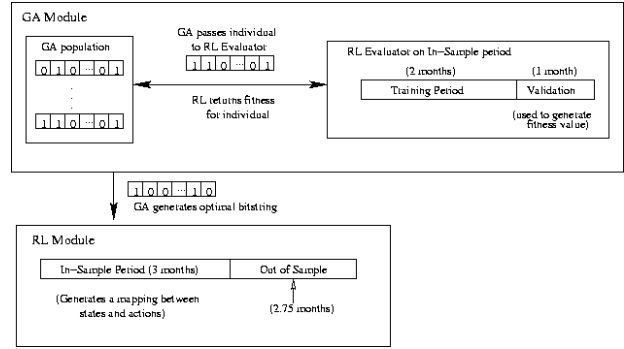 GA Module
GA population
0 1 0 ... 0 1
.
.
.
1 1 0 ... 0 1
GA passes individual
to RL Evaluator
1 1 0 ... 0 1
RL returns fitness
for individual
RL Evaluator on In-Sample period
(2 months) (1 month)
Training Period Validation
(used to generate
fitness value)
1 0 0 ... 1 0
GA generates optimal bitstring
RL Module
In-Sample Period (3 months) Out of Sample
(Generates a mapping between
states and actions)
(2.75 months)